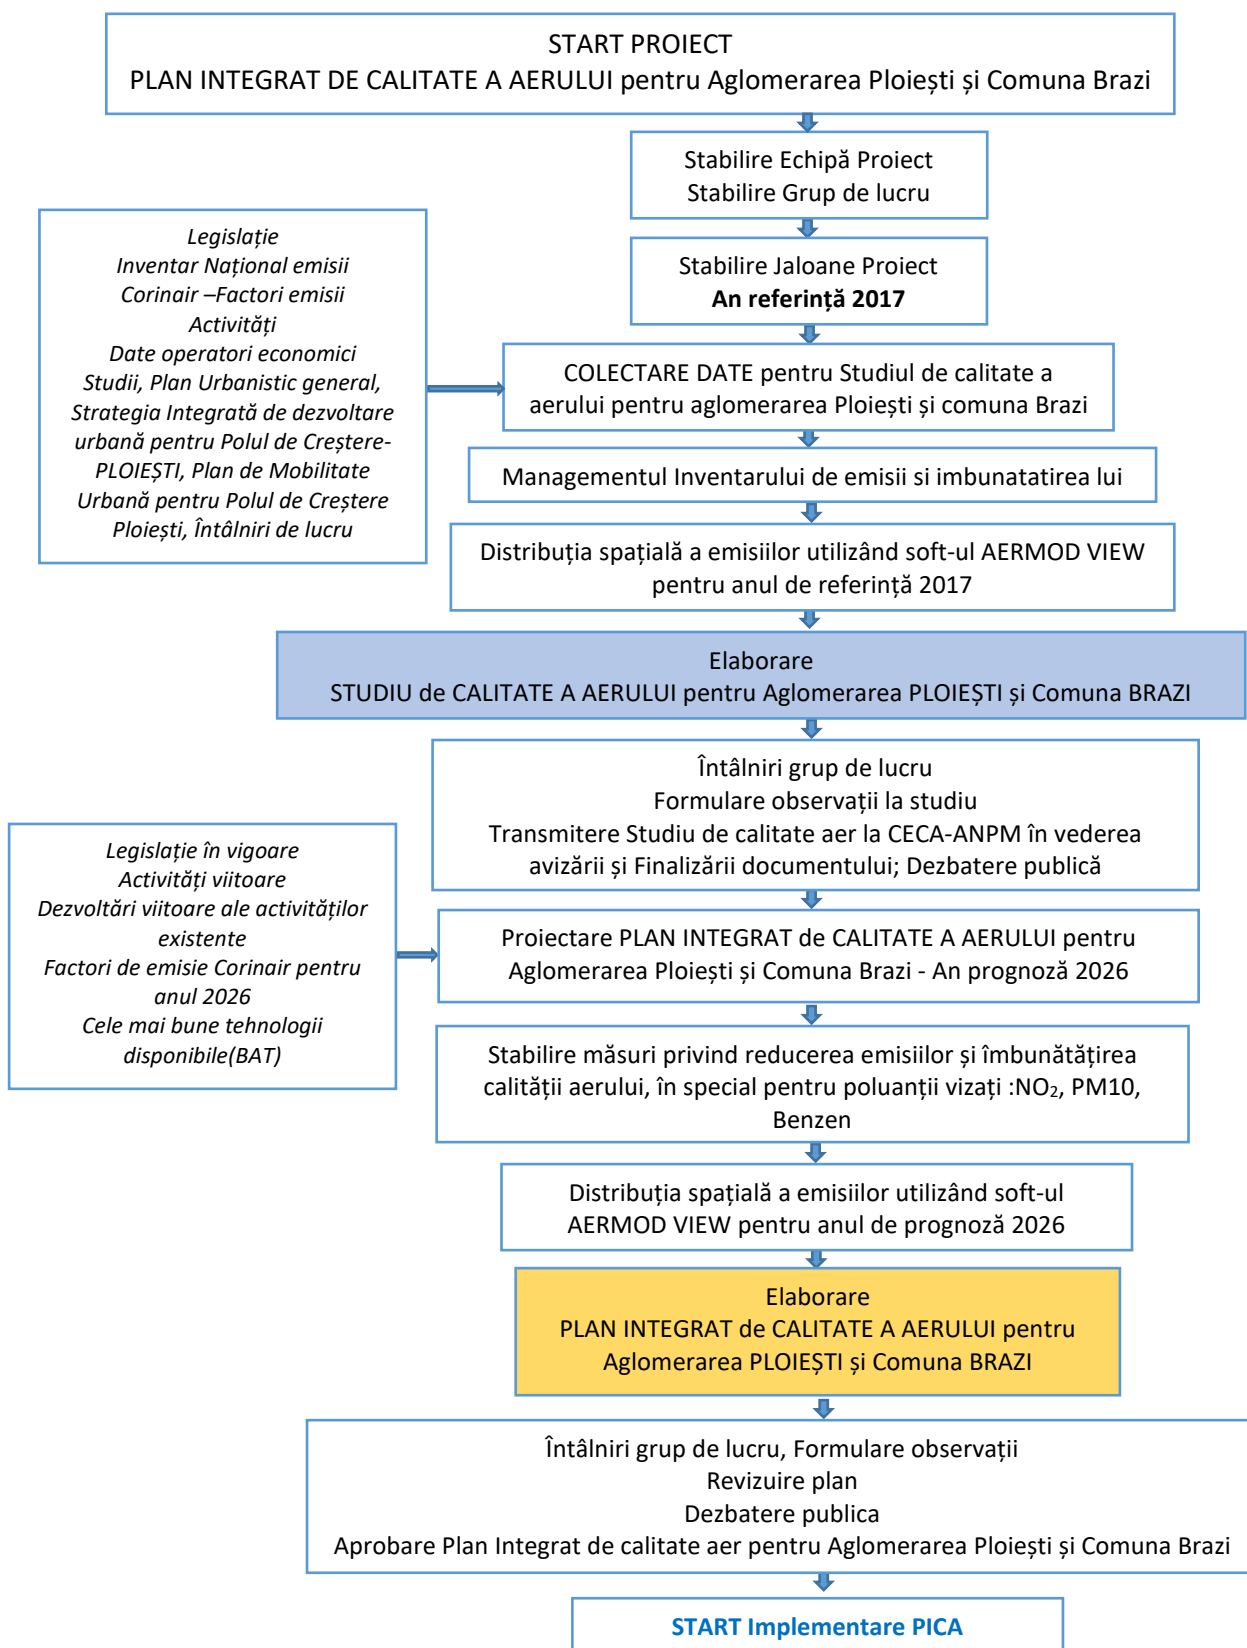 START PROIECT
PLAN INTEGRAT DE CALITATE A AERULUI pentru Aglomerarea Ploiești și Comuna Brazi
Stabilire Echipă Proiect
Stabilire Grup de lucru
Stabilire Jaloane Proiect
An referință 2017
Legislație
Inventar Național emisii
Corinair –Factori emisii
Activități
Date operatori economici
Studii, Plan Urbanistic general,
Strategia Integrată de dezvoltare
urbană pentru Polul de Creștere-
PLOIEȘTI, Plan de Mobilitate
Urbană pentru Polul de Creștere
Ploiești, Întâlniri de lucru
COLECTARE DATE pentru Studiul de calitate a
aerului pentru aglomerarea Ploiești și comuna Brazi
Managementul Inventarului de emisii si imbunatatirea lui
Distribuția spațială a emisiilor utilizând soft-ul AERMOD VIEW
pentru anul de referință 2017
Elaborare
STUDIU de CALITATE A AERULUI pentru Aglomerarea PLOIEȘTI și Comuna BRAZI
Întâlniri grup de lucru
Formulare observații la studiu
Transmitere Studiu de calitate aer la CECA-ANPM în vederea
avizării și Finalizării documentului; Dezbatere publică
Legislație în vigoare
Activități viitoare
Dezvoltări viitoare ale activităților
existente
Factori de emisie Corinair pentru
anul 2026
Cele mai bune tehnologii
disponibile(BAT)
Proiectare PLAN INTEGRAT de CALITATE A AERULUI pentru
Aglomerarea Ploiești și Comuna Brazi - An prognoză 2026
Stabilire măsuri privind reducerea emisiilor și îmbunătățirea
calității aerului, în special pentru poluanții vizați :NO₂, PM10,
Benzen
Distribuția spațială a emisiilor utilizând soft-ul
AERMOD VIEW pentru anul de prognoză 2026
Elaborare
PLAN INTEGRAT de CALITATE A AERULUI pentru
Aglomerarea PLOIEȘTI și Comuna BRAZI
Întâlniri grup de lucru, Formulare observații
Revizuire plan
Dezbatere publica
Aprobare Plan Integrat de calitate aer pentru Aglomerarea Ploiești și Comuna Brazi
START Implementare PICA